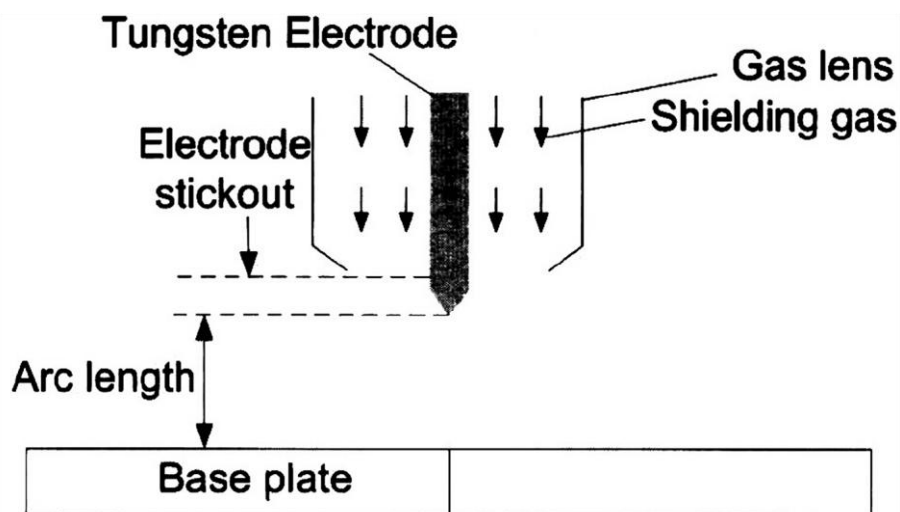 Tungsten Electrode
Gas lens
Shielding gas
Electrode
stickout
Arc length
Base plate